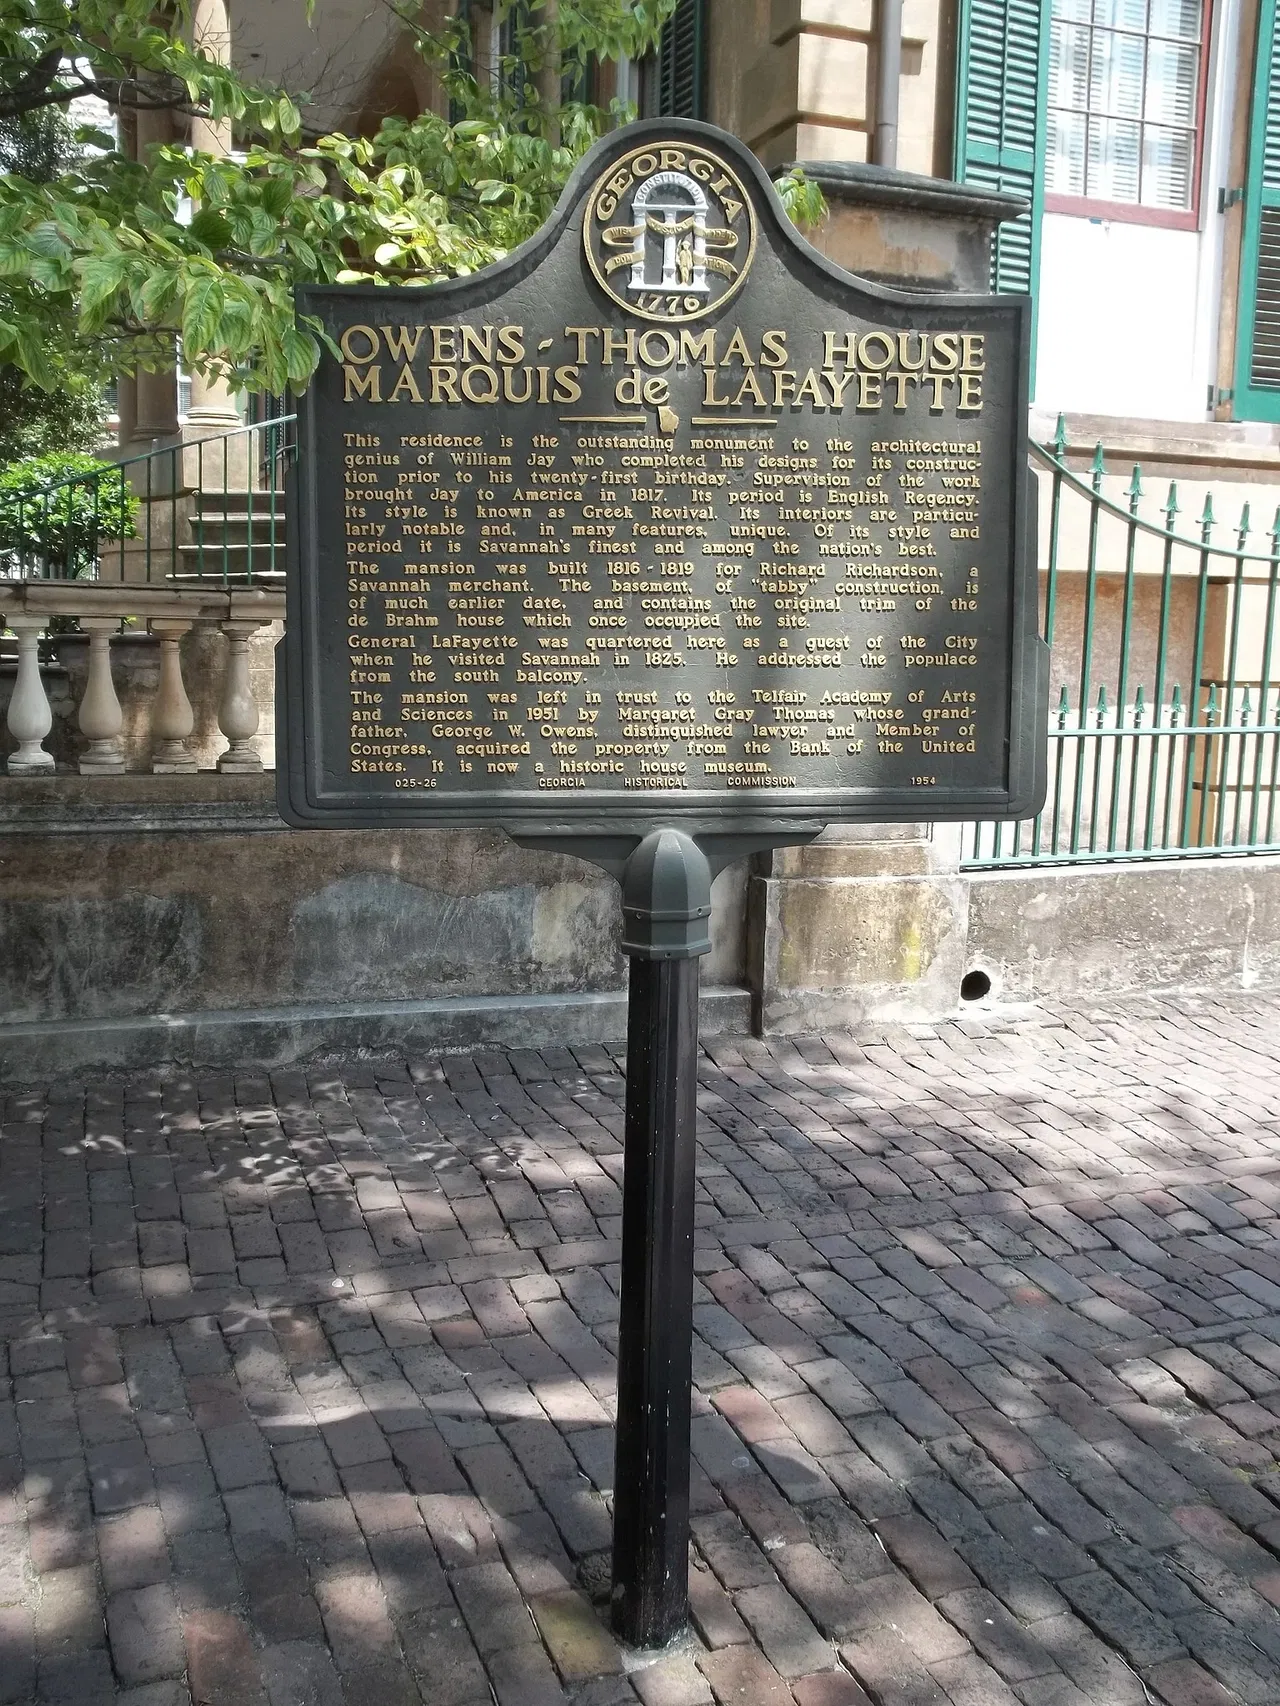 GEORGIA
CONSTITUTION
WIS- JUSTICE DOM
MODERATION
1776
OWENS-THOMAS HOUSE
MARQUIS de LAFAYETTE
This residence is the outstanding monument to the architectural
genius of William Jay who completed his designs for its construc-
tion prior to his twenty-first birthday. Supervision of the work
brought Jay to America in 1817. Its period is English Regency.
Its style is known as Greek Revival. Its interiors are particu-
larly notable and, in many features, unique. Of its style and
period it is Savannah's finest and among the nation's best.
The mansion was built 1816-1819 for Richard Richardson, a
Savannah merchant. The basement, of "tabby" construction, is
of much earlier date, and contains the original trim of the
de Brahm house which once occupied the site.
General LaFayette was quartered here as a guest of the City
when he visited Savannah in 1825. He addressed the populace
from the south balcony.
The mansion was left in trust to the Telfair Academy of Arts
and Sciences in 1951 by Margaret Gray Thomas whose grand-
father, George W. Owens, distinguished lawyer and Member of
Congress, acquired the property from the Bank of the United
States. It is now a historic house museum.
025-26 GEORGIA HISTORICAL COMMISSION 1954